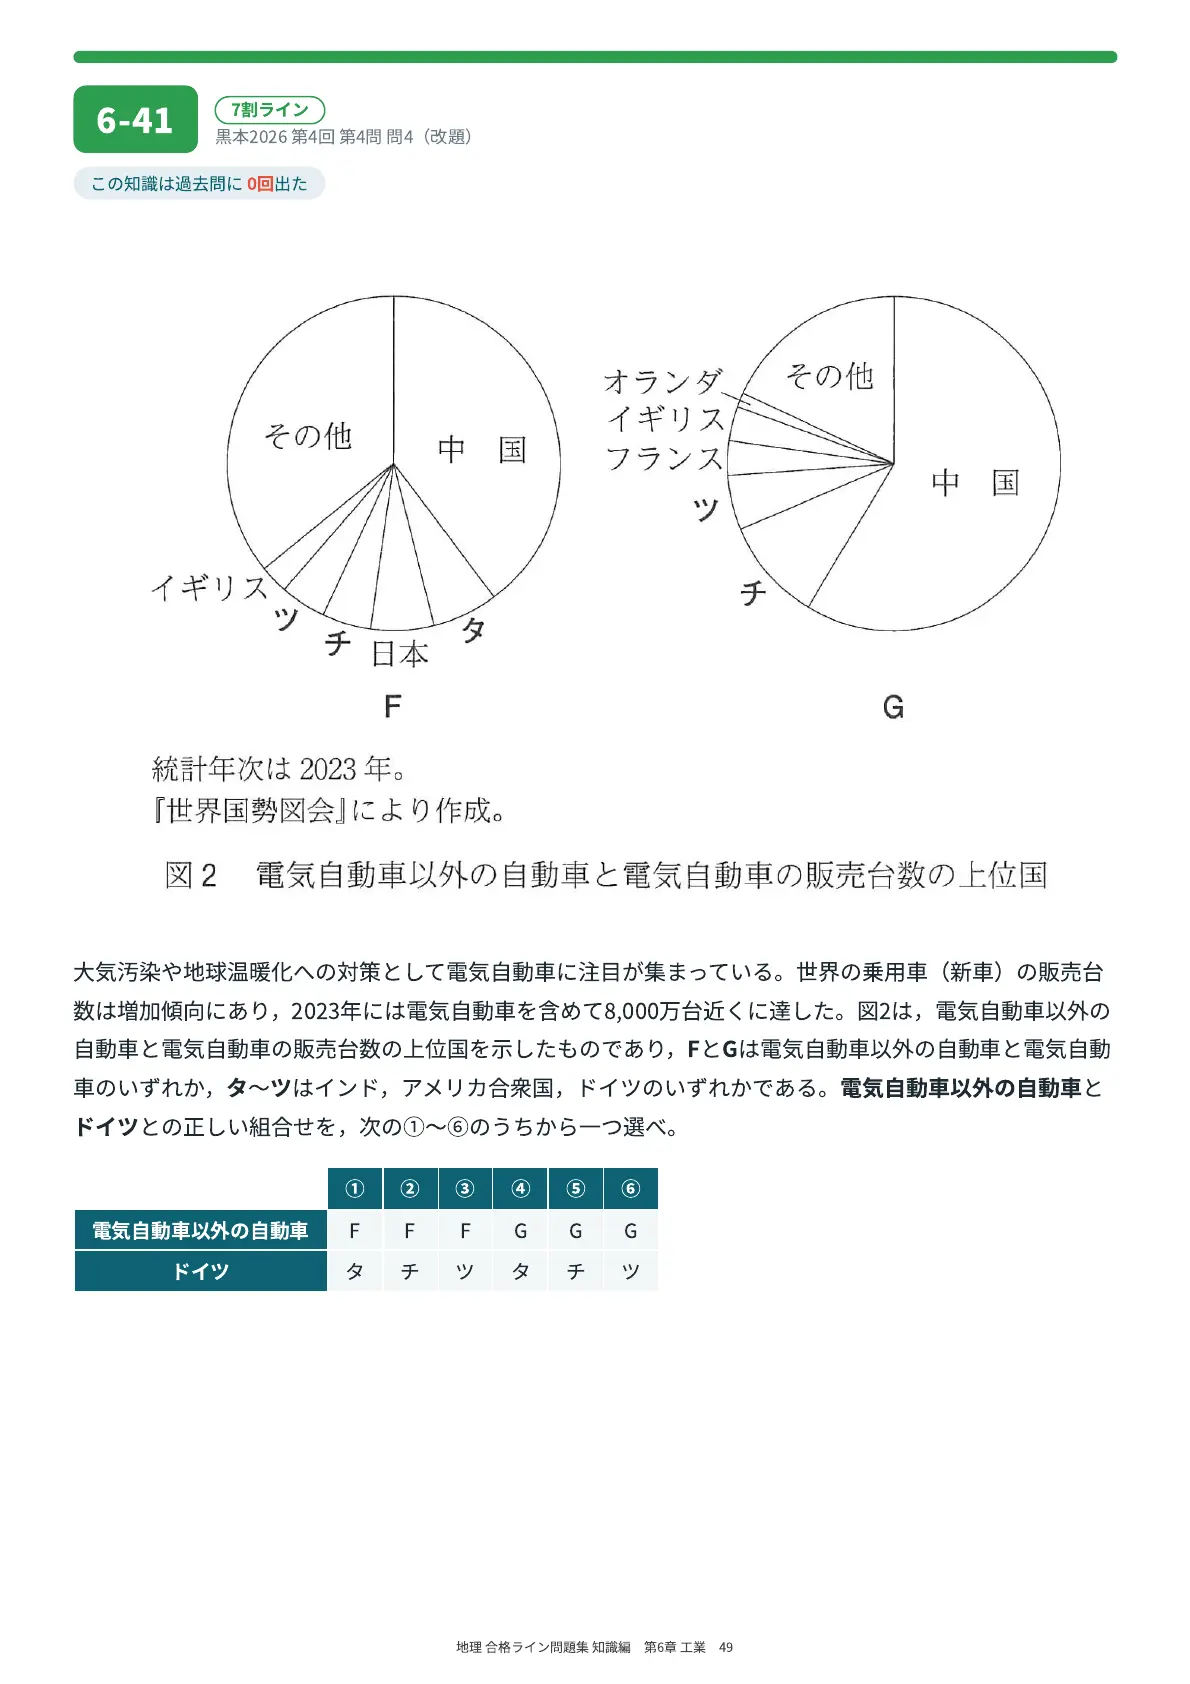 6-41
7割ライン
黒本2026 第4回 第4問 問4（改題）
この知識は過去問に 0回出た
その他
中 国
イギリス
ツ
チ
日本
タ
F
オランダ
イギリス
フランス
ツ
チ
その他
中 国
G
統計年次は 2023 年。
『世界国勢図会』により作成。
図 2 電気自動車以外の自動車と電気自動車の販売台数の上位国
大気汚染や地球温暖化への対策として電気自動車に注目が集まっている。世界の乗用車（新車）の販売台
数は増加傾向にあり，2023年には電気自動車を含めて8,000万台近くに達した。図2は，電気自動車以外の
自動車と電気自動車の販売台数の上位国を示したものであり，FとGは電気自動車以外の自動車と電気自動
車のいずれか，タ～ツはインド，アメリカ合衆国，ドイツのいずれかである。電気自動車以外の自動車と
ドイツとの正しい組合せを，次の①～⑥のうちから一つ選べ。
① ② ③ ④ ⑤ ⑥
電気自動車以外の自動車 F F F G G G
ドイツ タ チ ツ タ チ ツ
地理 合格ライン問題集 知識編 第6章 工業 49